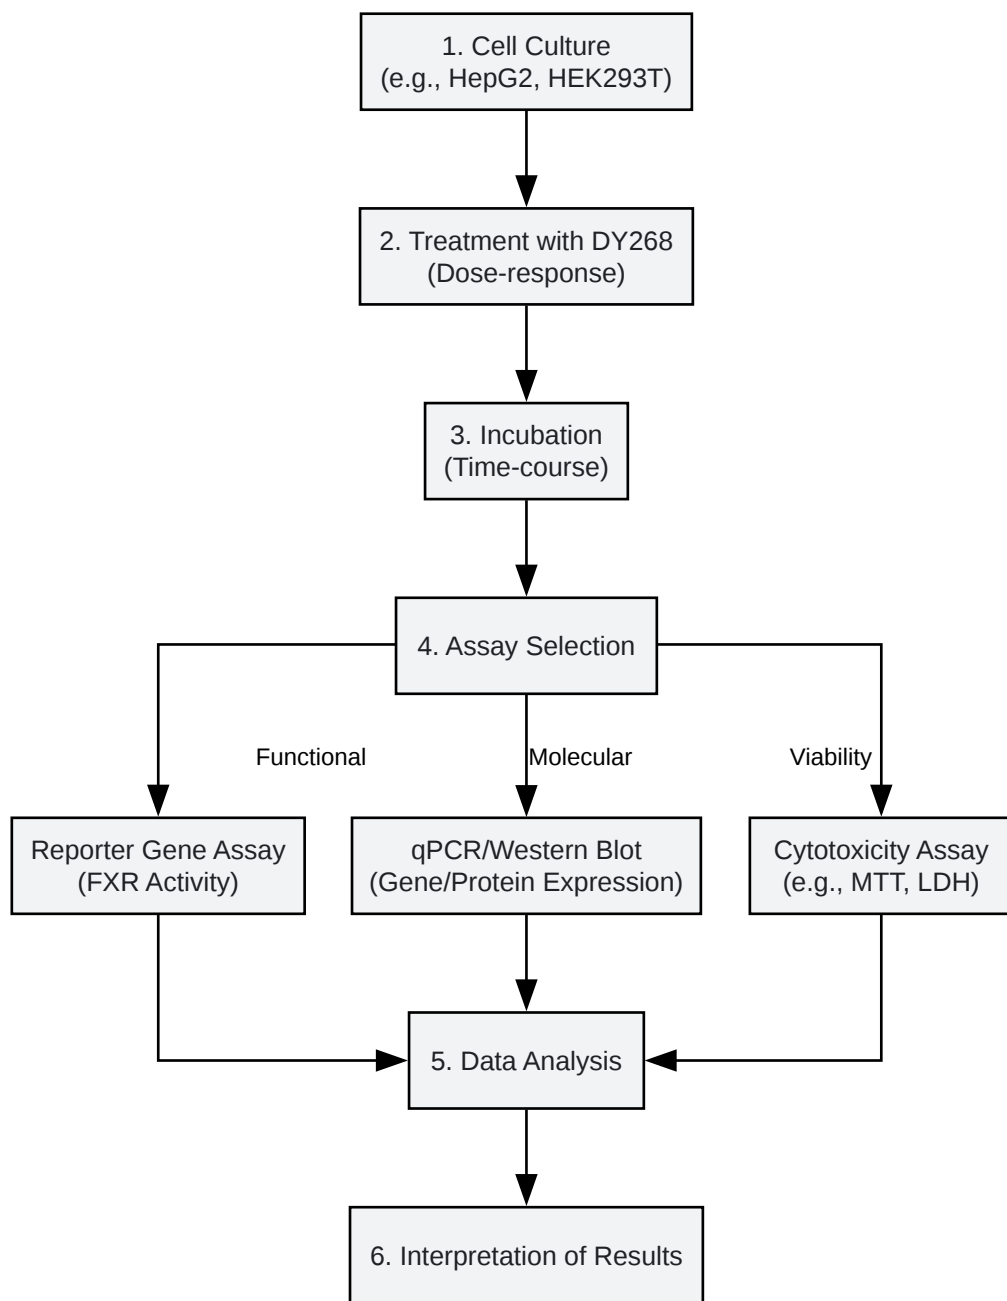 1. Cell Culture
(e.g., HepG2, HEK293T)
2. Treatment with DY268
(Dose-response)
3. Incubation
(Time-course)
4. Assay Selection
Functional
Molecular
Viability
Reporter Gene Assay
(FXR Activity)
qPCR/Western Blot
(Gene/Protein Expression)
Cytotoxicity Assay
(e.g., MTT, LDH)
5. Data Analysis
6. Interpretation of Results